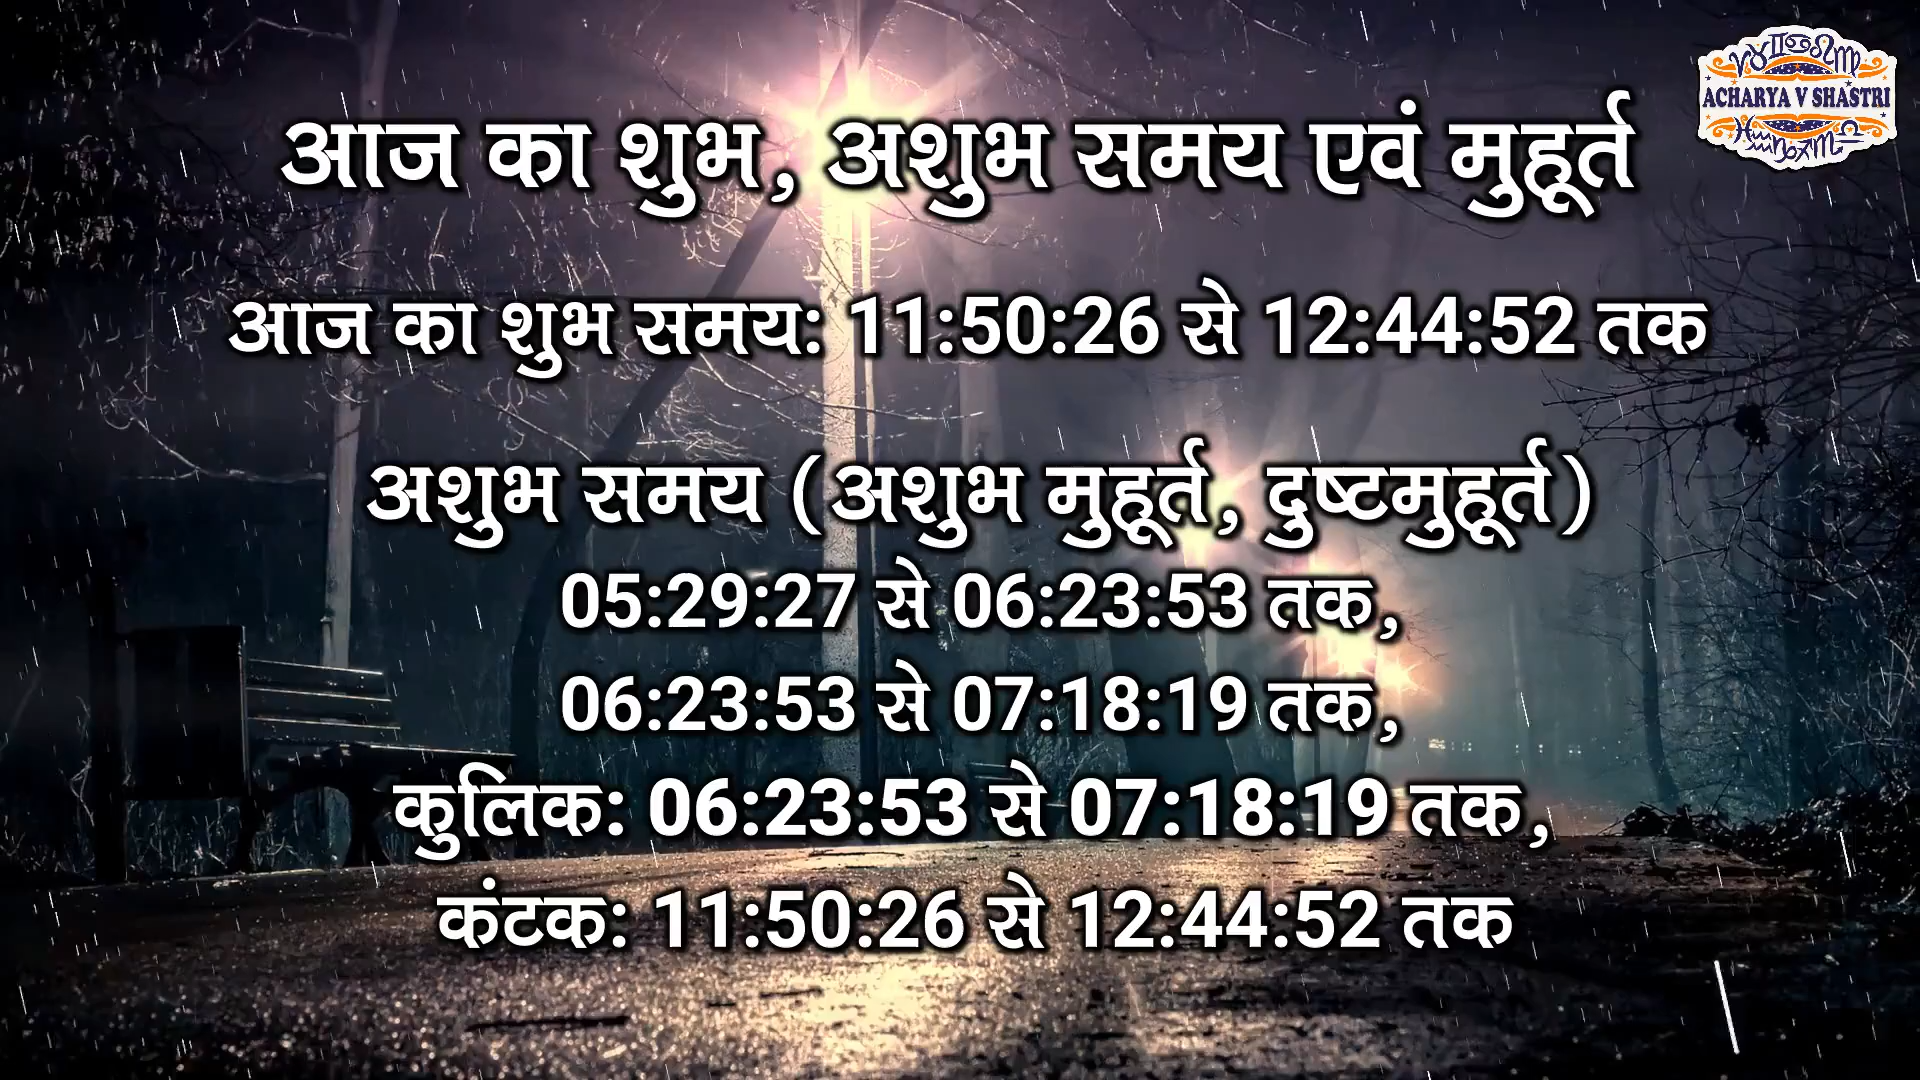 ACHARYA V SHASTRI
आज का शुभ, अशुभ समय एवं मुहूर्त
आज का शुभ समय: 11:50:26 से 12:44:52 तक
अशुभ समय (अशुभ मुहूर्त, दुष्टमुहूर्त)
05:29:27 से 06:23:53 तक,
06:23:53 से 07:18:19 तक,
कुलिक: 06:23:53 से 07:18:19 तक,
कंटक: 11:50:26 से 12:44:52 तक